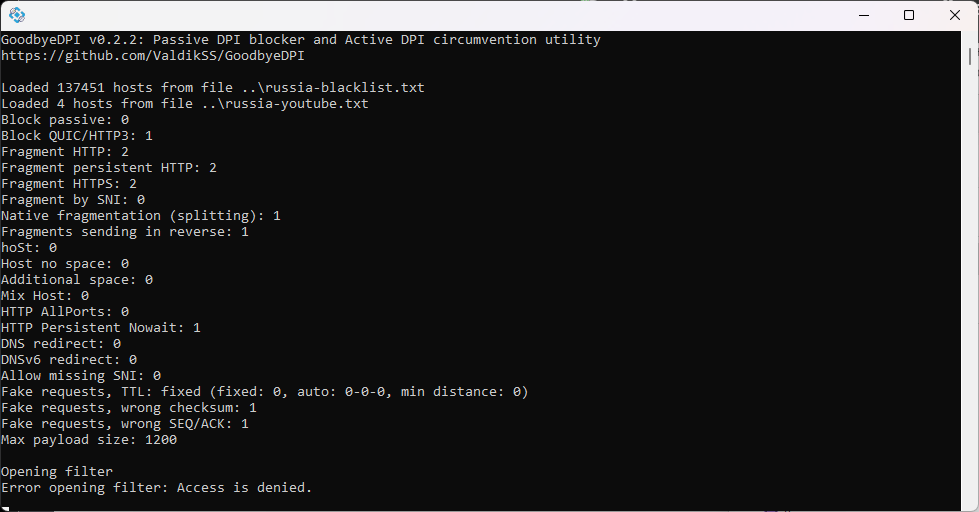 GoodbyeDPI v0.2.2: Passive DPI blocker and Active DPI circumvention utility
https://github.com/ValdikSS/GoodbyeDPI
Loaded 137451 hosts from file ..\russia-blacklist.txt
Loaded 4 hosts from file ..\russia-youtube.txt
Block passive: 0
Block QUIC/HTTP3: 1
Fragment HTTP: 2
Fragment persistent HTTP: 2
Fragment HTTPS: 2
Fragment by SNI: 0
Native fragmentation (splitting): 1
Fragments sending in reverse: 1
hoSt: 0
Host no space: 0
Additional space: 0
Mix Host: 0
HTTP AllPorts: 0
HTTP Persistent Nowait: 1
DNS redirect: 0
DNSv6 redirect: 0
Allow missing SNI: 0
Fake requests, TTL: fixed (fixed: 0, auto: 0-0-0, min distance: 0)
Fake requests, wrong checksum: 1
Fake requests, wrong SEQ/ACK: 1
Max payload size: 1200
Opening filter
Error opening filter: Access is denied.